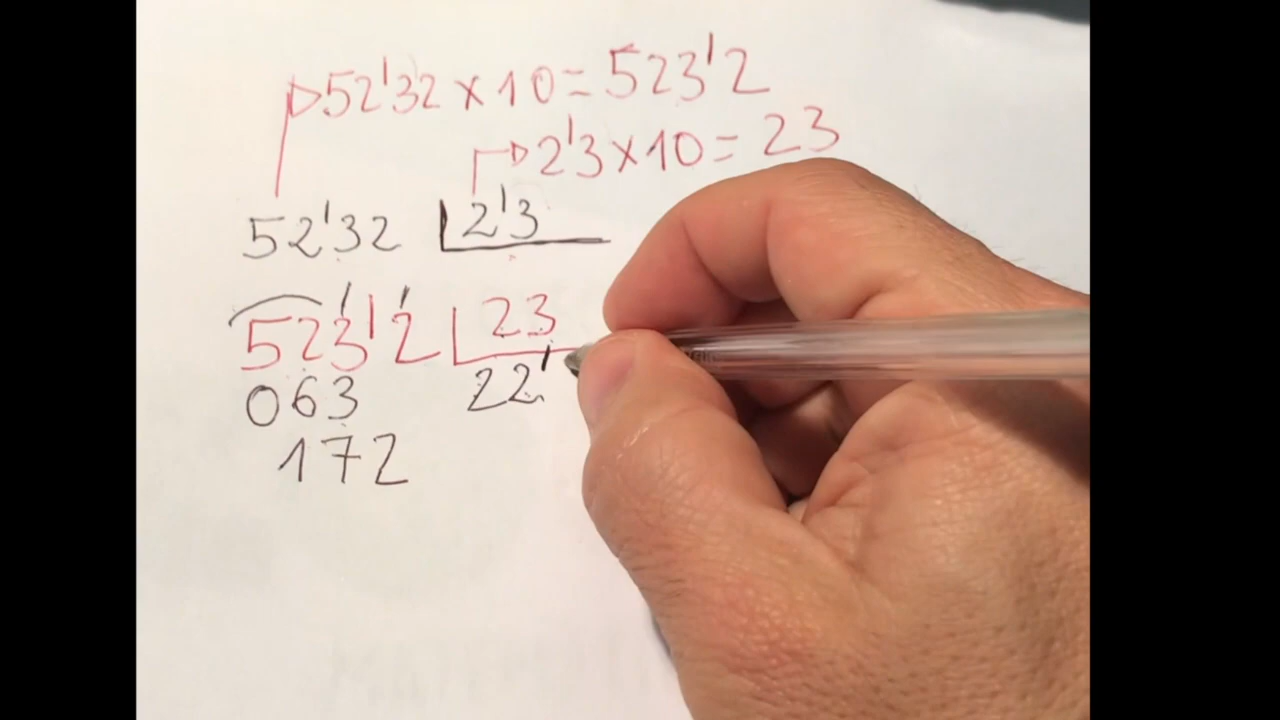 52'32 x 10 = 523'2
2'3 x 10 = 23
52'32 2'3
523'2 23
063 22'
172